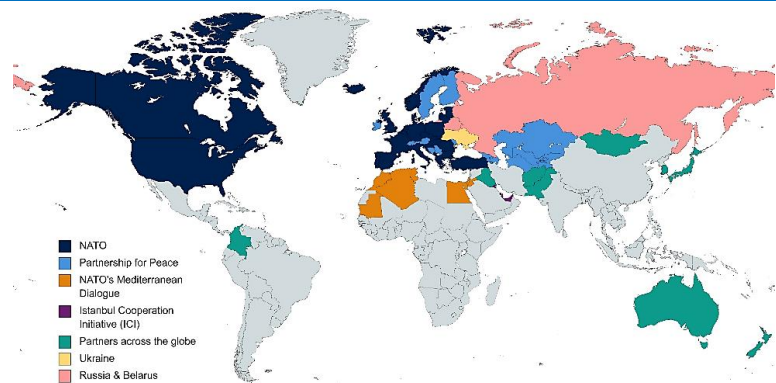 NATO
Partnership for Peace
NATO's Mediterranean
Dialogue
Istanbul Cooperation
Initiative (ICI)
Partners across the globe
Ukraine
Russia & Belarus